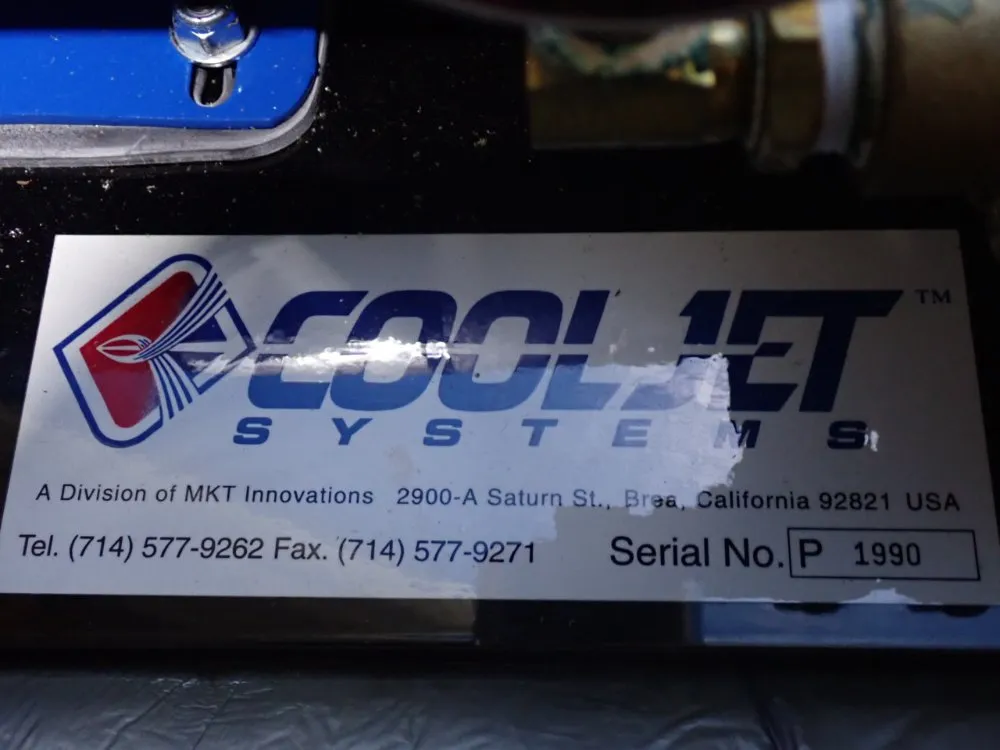 COOLJET™
SYSTEMS
A Division of MKT Innovations 2900-A Saturn St., Brea, California 92821 USA
Tel. (714) 577-9262 Fax. (714) 577-9271 Serial No. P 1990